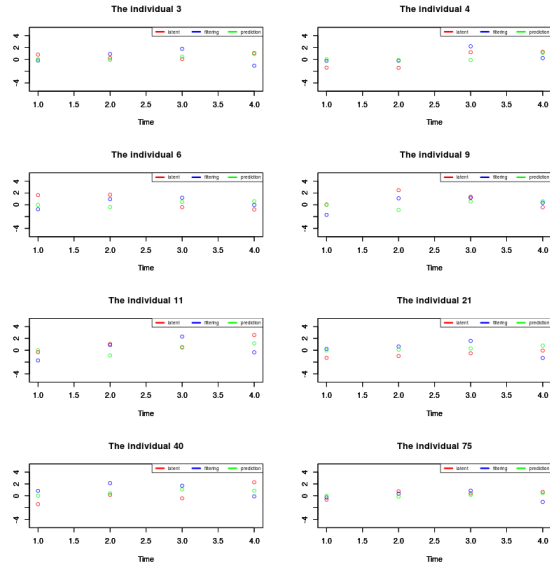 The individual 3
latent filtering prediction
-4 0 2 4
1.0 1.5 2.0 2.5 3.0 3.5 4.0
Time
The individual 4
latent filtering prediction
-4 0 2 4
1.0 1.5 2.0 2.5 3.0 3.5 4.0
Time
The individual 6
latent filtering prediction
-4 0 2 4
1.0 1.5 2.0 2.5 3.0 3.5 4.0
Time
The individual 9
latent filtering prediction
-4 0 2 4
1.0 1.5 2.0 2.5 3.0 3.5 4.0
Time
The individual 11
latent filtering prediction
-4 0 2 4
1.0 1.5 2.0 2.5 3.0 3.5 4.0
Time
The individual 21
latent filtering prediction
-4 0 2 4
1.0 1.5 2.0 2.5 3.0 3.5 4.0
Time
The individual 40
latent filtering prediction
-4 0 2 4
1.0 1.5 2.0 2.5 3.0 3.5 4.0
Time
The individual 75
latent filtering prediction
-4 0 2 4
1.0 1.5 2.0 2.5 3.0 3.5 4.0
Time